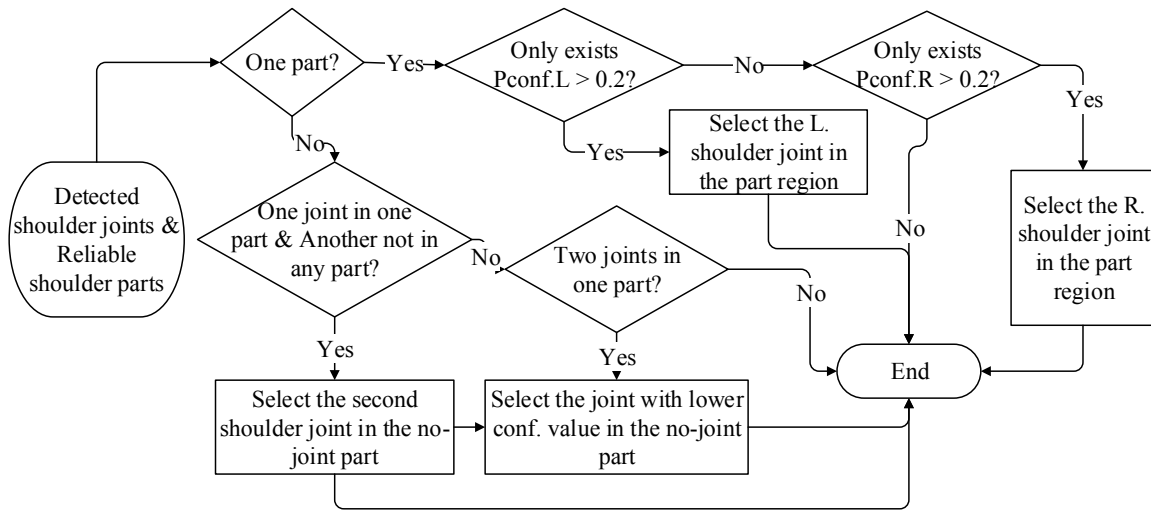 One part?
Yes
Only exists
Pconf.L > 0.2?
No
Only exists
Pconf.R > 0.2?
Yes
No
Yes
Select the L.
shoulder joint in
the part region
No
Detected
shoulder joints &
Reliable
shoulder parts
One joint in one
part & Another not in
any part?
No
Two joints in
one part?
No
Select the R.
shoulder joint
in the part
region
Yes
Yes
End
Select the second
shoulder joint in the no-
joint part
Select the joint with lower
conf. value in the no-joint
part